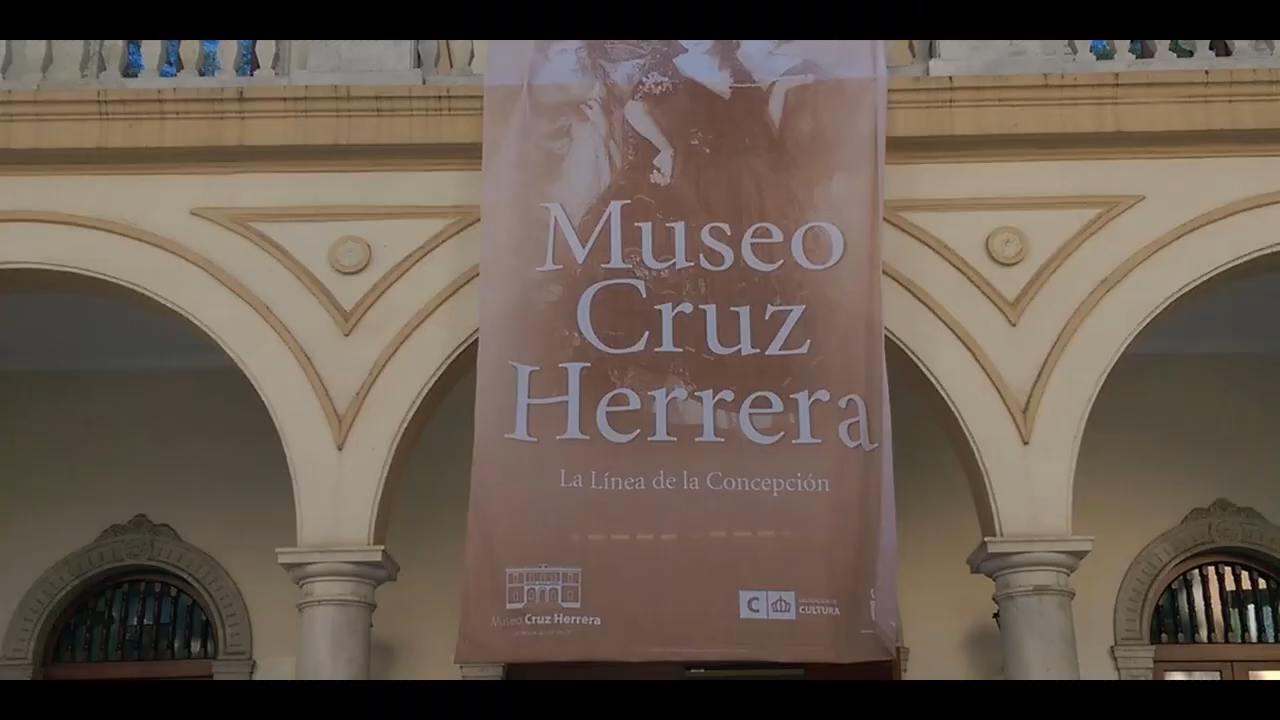 Museo
Cruz
Herrera
La Línea de la Concepción
Museo Cruz Herrera
C
CULTURA